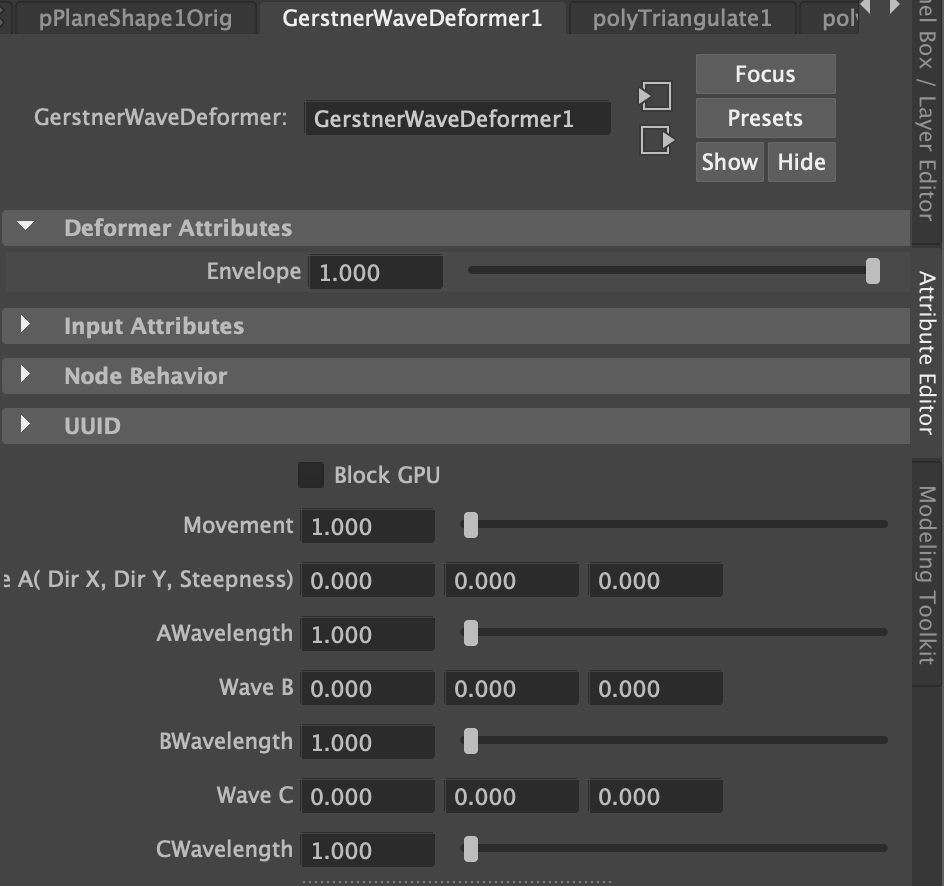 pPlaneShape1Orig GerstnerWaveDeformer1 polyTriangulate1
Focus
GerstnerWaveDeformer: GerstnerWaveDeformer1
Presets
Show Hide
Deformer Attributes
Envelope 1.000
Input Attributes
Node Behavior
UUID
Block GPU
Movement 1.000
e A( Dir X, Dir Y, Steepness) 0.000 0.000 0.000
AWavelength 1.000
Wave B 0.000 0.000 0.000
BWavelength 1.000
Wave C 0.000 0.000 0.000
CWavelength 1.000
nel Box / Layer Editor
Attribute Editor
Modeling Toolkit